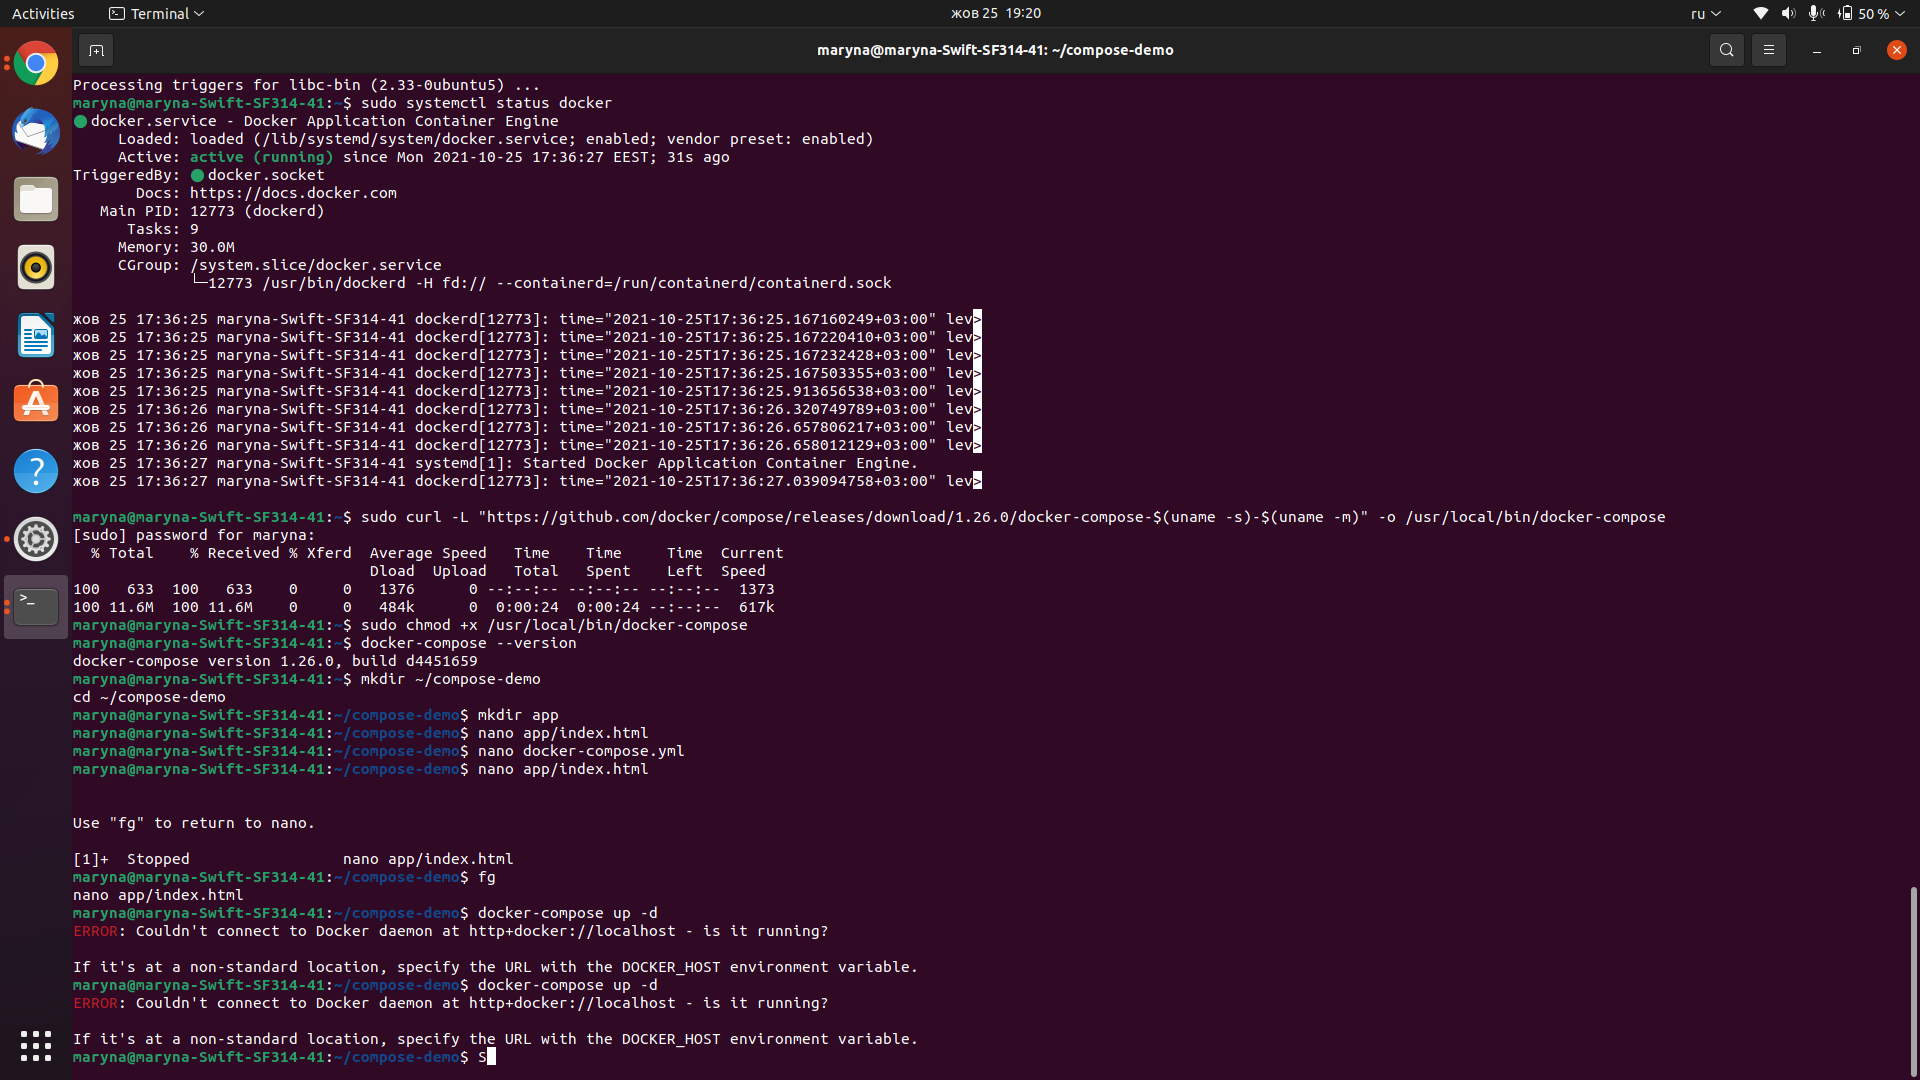 Activities
Terminal
жов 25 19:20
ru
50 %
maryna@maryna-Swift-SF314-41: ~/compose-demo
Processing triggers for libc-bin (2.33-0ubuntu5) ...
maryna@maryna-Swift-SF314-41:~$ sudo systemctl status docker
docker.service - Docker Application Container Engine
Loaded: loaded (/lib/systemd/system/docker.service; enabled; vendor preset: enabled)
Active: active (running) since Mon 2021-10-25 17:36:27 EEST; 31s ago
TriggeredBy: docker.socket
Docs: https://docs.docker.com
Main PID: 12773 (dockerd)
Tasks: 9
Memory: 30.0M
CGroup: /system.slice/docker.service
└─12773 /usr/bin/dockerd -H fd:// --containerd=/run/containerd/containerd.sock
жов 25 17:36:25 maryna-Swift-SF314-41 dockerd[12773]: time="2021-10-25T17:36:25.167160249+03:00" lev>
жов 25 17:36:25 maryna-Swift-SF314-41 dockerd[12773]: time="2021-10-25T17:36:25.167220410+03:00" lev>
жов 25 17:36:25 maryna-Swift-SF314-41 dockerd[12773]: time="2021-10-25T17:36:25.167232428+03:00" lev>
жов 25 17:36:25 maryna-Swift-SF314-41 dockerd[12773]: time="2021-10-25T17:36:25.167503355+03:00" lev>
жов 25 17:36:25 maryna-Swift-SF314-41 dockerd[12773]: time="2021-10-25T17:36:25.913656538+03:00" lev>
жов 25 17:36:26 maryna-Swift-SF314-41 dockerd[12773]: time="2021-10-25T17:36:26.320749789+03:00" lev>
жов 25 17:36:26 maryna-Swift-SF314-41 dockerd[12773]: time="2021-10-25T17:36:26.657806217+03:00" lev>
жов 25 17:36:26 maryna-Swift-SF314-41 dockerd[12773]: time="2021-10-25T17:36:26.658012129+03:00" lev>
жов 25 17:36:27 maryna-Swift-SF314-41 systemd[1]: Started Docker Application Container Engine.
жов 25 17:36:27 maryna-Swift-SF314-41 dockerd[12773]: time="2021-10-25T17:36:27.039094758+03:00" lev>
maryna@maryna-Swift-SF314-41:~$ sudo curl -L "https://github.com/docker/compose/releases/download/1.26.0/docker-compose-$(uname -s)-$(uname -m)" -o /usr/local/bin/docker-compose
[sudo] password for maryna:
% Total % Received % Xferd Average Speed Time Time Time Current
Dload Upload Total Spent Left Speed
100 633 100 633 0 0 1376 0 --:--:-- --:--:-- --:--:-- 1373
100 11.6M 100 11.6M 0 0 484k 0 0:00:24 0:00:24 --:--:-- 617k
maryna@maryna-Swift-SF314-41:~$ sudo chmod +x /usr/local/bin/docker-compose
maryna@maryna-Swift-SF314-41:~$ docker-compose --version
docker-compose version 1.26.0, build d4451659
maryna@maryna-Swift-SF314-41:~$ mkdir ~/compose-demo
cd ~/compose-demo
maryna@maryna-Swift-SF314-41:~/compose-demo$ mkdir app
maryna@maryna-Swift-SF314-41:~/compose-demo$ nano app/index.html
maryna@maryna-Swift-SF314-41:~/compose-demo$ nano docker-compose.yml
maryna@maryna-Swift-SF314-41:~/compose-demo$ nano app/index.html
Use "fg" to return to nano.
[1]+ Stopped nano app/index.html
maryna@maryna-Swift-SF314-41:~/compose-demo$ fg
nano app/index.html
maryna@maryna-Swift-SF314-41:~/compose-demo$ docker-compose up -d
ERROR: Couldn't connect to Docker daemon at http+docker://localhost - is it running?
If it's at a non-standard location, specify the URL with the DOCKER_HOST environment variable.
maryna@maryna-Swift-SF314-41:~/compose-demo$ docker-compose up -d
ERROR: Couldn't connect to Docker daemon at http+docker://localhost - is it running?
If it's at a non-standard location, specify the URL with the DOCKER_HOST environment variable.
maryna@maryna-Swift-SF314-41:~/compose-demo$ S